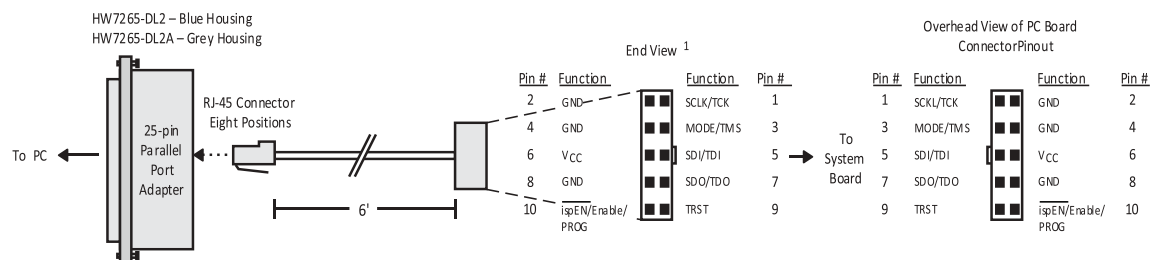 HW7265-DL2 – Blue Housing
HW7265-DL2A – Grey Housing
RJ-45 Connector
Eight Positions
25-pin
Parallel
Port
Adapter
To PC
6'
End View 1
Pin # Function Function Pin #
2 GND SCLK/TCK 1
4 GND MODE/TMS 3
6 VCC SDI/TDI 5
8 GND SDO/TDO 7
10 ispEN/Enable/ TRST 9
PROG
To
System
Board
Overhead View of PC Board
ConnectorPinout
Pin # Function Function Pin #
1 SCKL/TCK GND 2
3 MODE/TMS GND 4
5 SDI/TDI VCC 6
7 SDO/TDO GND 8
9 TRST ispEN/Enable/ 10
PROG